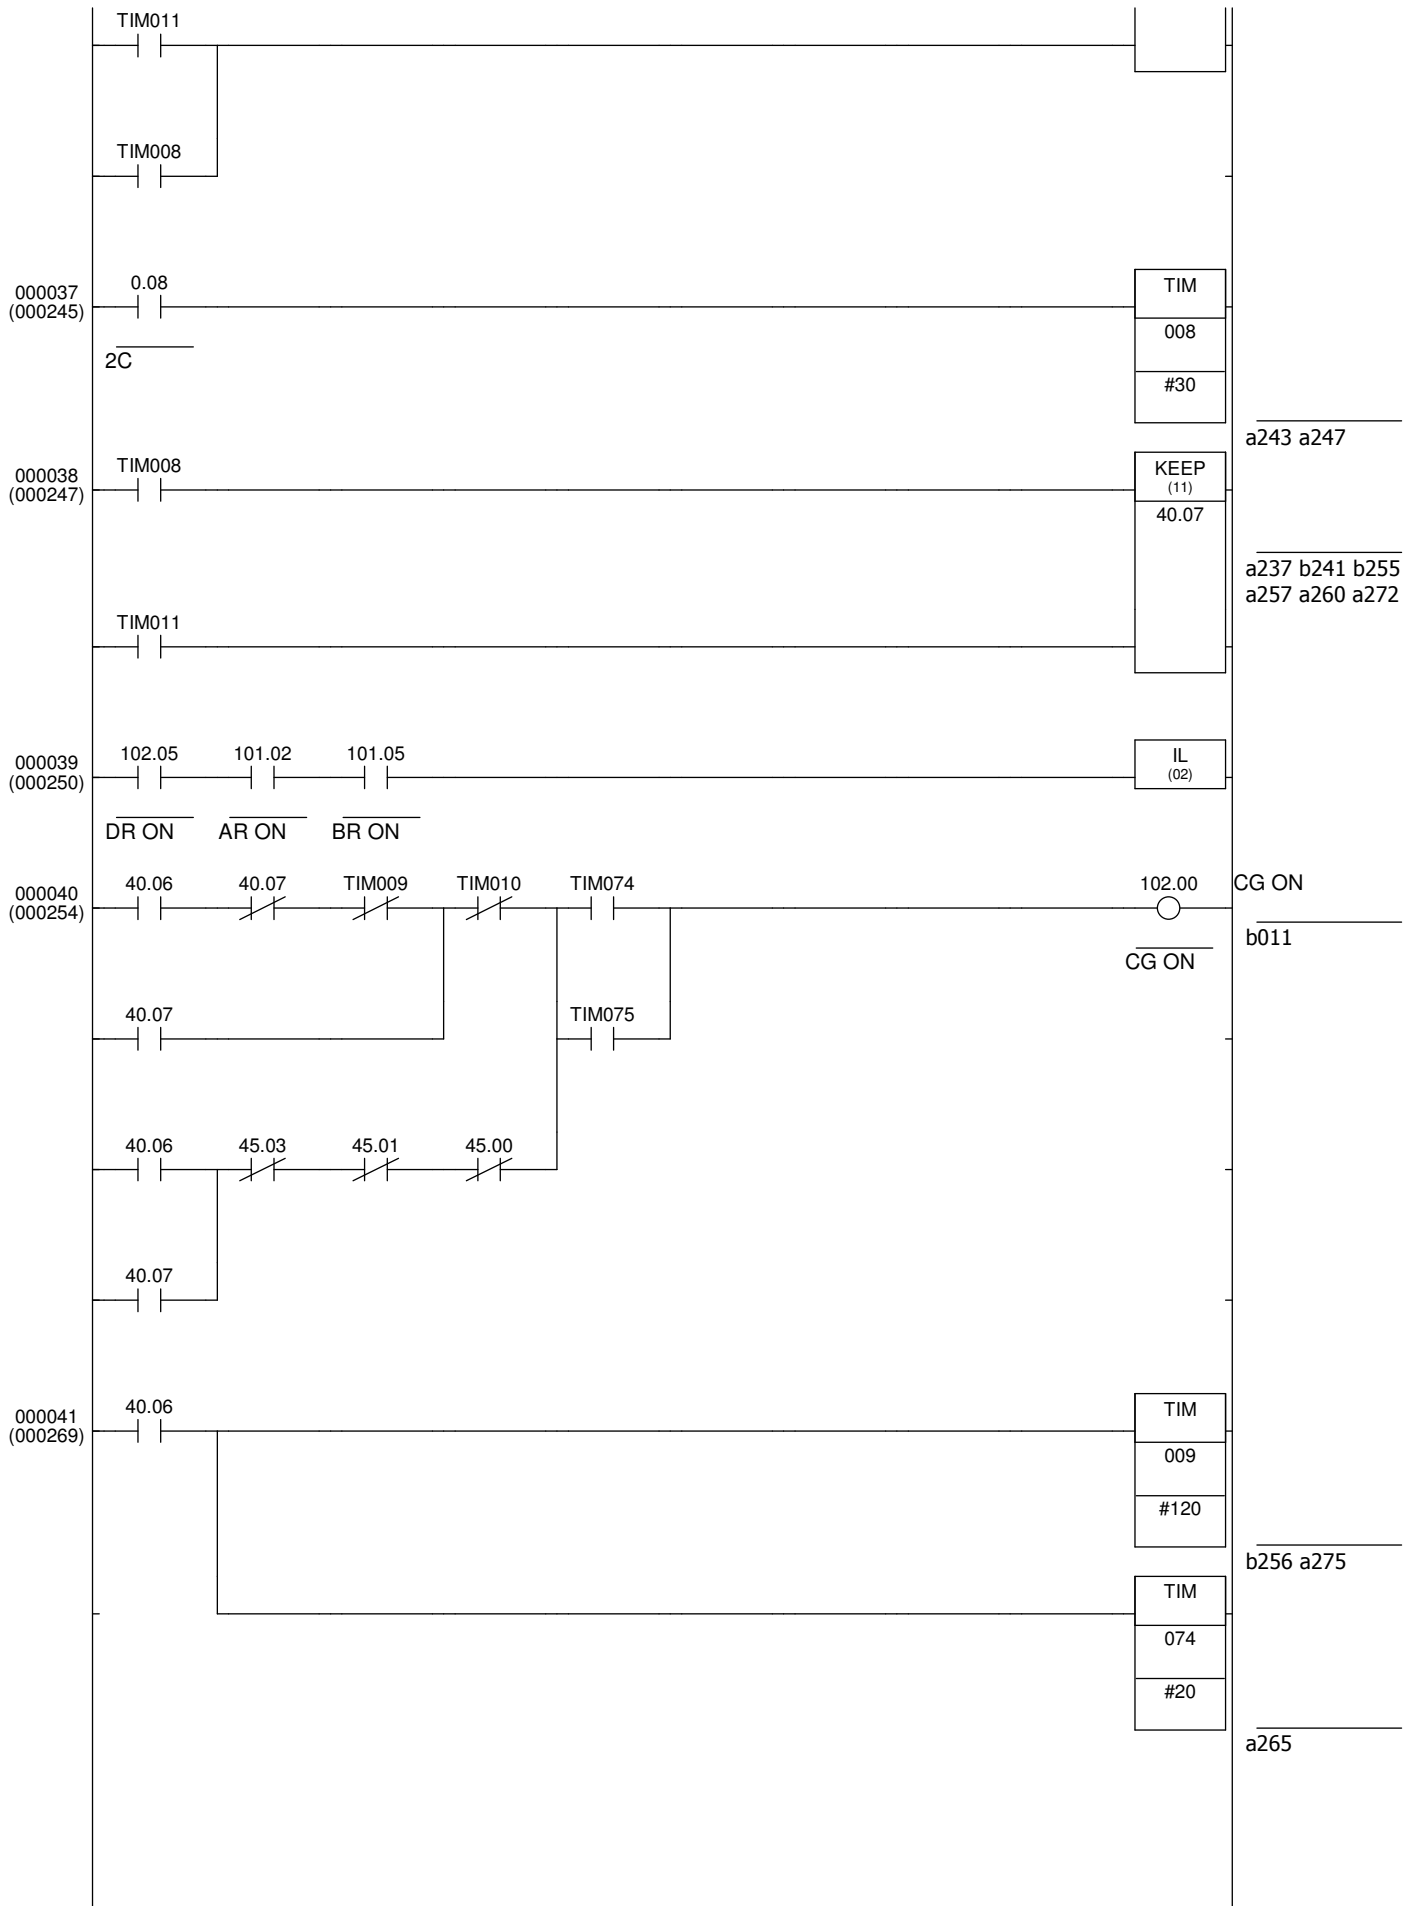 TIM011
TIM008
000037
(000245)
0.08
2C
TIM
008
#30
a243 a247
000038
(000247)
TIM008
KEEP
(11)
40.07
a237 b241 b255
a257 a260 a272
TIM011
000039
(000250)
102.05 101.02 101.05
IL
(02)
DR ON AR ON BR ON
000040
(000254)
40.06 40.07 TIM009 TIM010 TIM074 102.00 CG ON
b011
CG ON
40.07 TIM075
40.06 45.03 45.01 45.00
40.07
000041
(000269)
40.06
TIM
009
#120
b256 a275
TIM
074
#20
a265